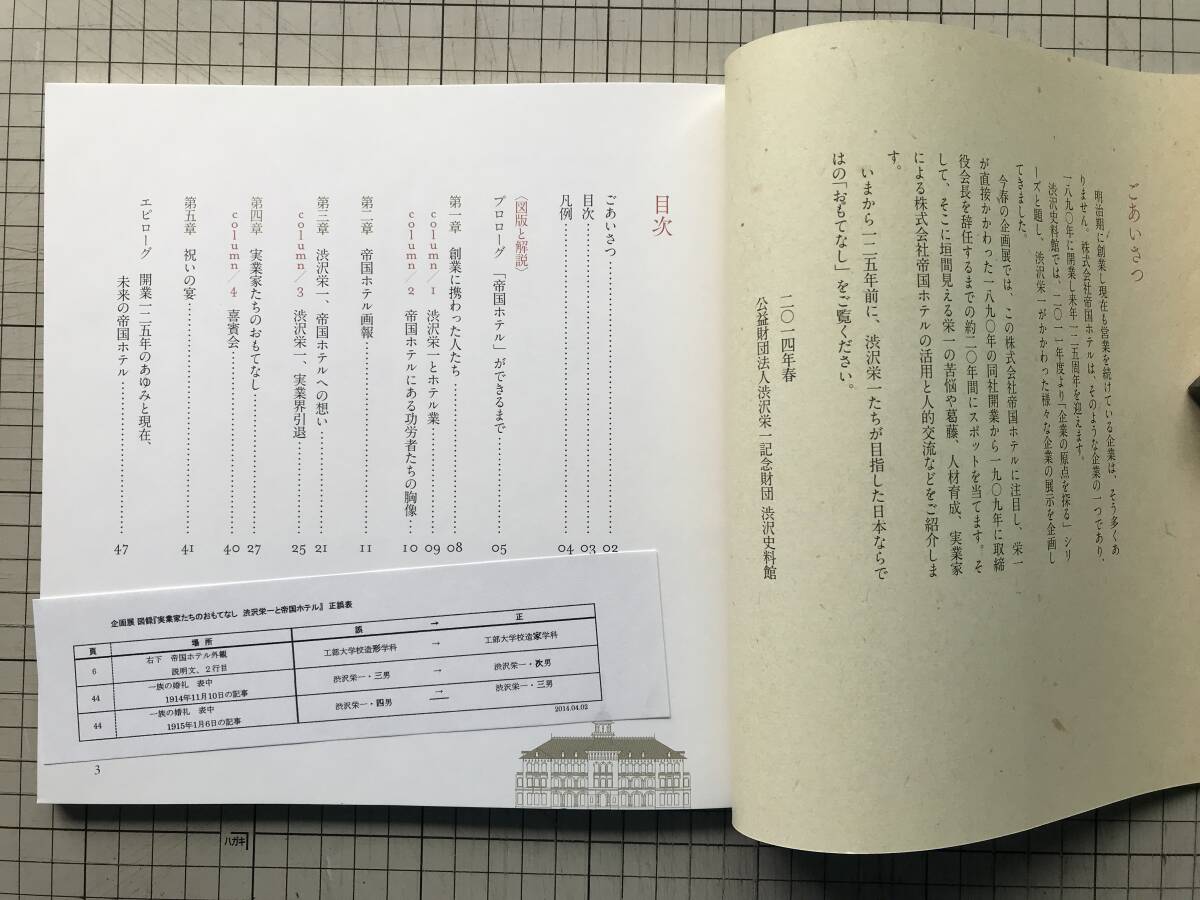 ごあいさつ
明治期に創業し現在も営業を続けている企業は、そう多くあ
りません。株式会社帝国ホテルは、そのような企業の一つであり、
一八九〇年に開業し来年一二五周年を迎えます。
渋沢史料館では、二〇一一年度より「企業の原点を探る」シリ
ーズと題し、渋沢栄一がかかわった様々な企業の展示を企画し
てきました。
今春の企画展では、この株式会社帝国ホテルに注目し、栄一
が直接かかわった一八九〇年の同社開業から一九〇九年に取締
役会長を辞任するまでの約二〇年間にスポットを当てます。そ
して、そこに垣間見える栄一の苦悩や葛藤、人材育成、実業家
による株式会社帝国ホテルの活用と人的交流などをご紹介しま
す。
いまから一二五年前に、渋沢栄一たちが目指した日本ならで
はの「おもてなし」をご覧ください。
二〇一四年春
公益財団法人渋沢栄一記念財団 渋沢史料館
目次
ごあいさつ 02
目次 03
凡例 04
〈図版と解説〉
プロローグ 「帝国ホテル」ができるまで 05
第一章 創業に携わった人たち 08
column/1 渋沢栄一とホテル業 09
column/2 帝国ホテルにある功労者たちの胸像 10
第二章 帝国ホテル画報 11
第三章 渋沢栄一、帝国ホテルへの想い 21
column/3 渋沢栄一、実業界引退 25
第四章 実業家たちのおもてなし 27
column/4 喜賓会 40
第五章 祝いの宴 41
エピローグ 開業一二五年のあゆみと現在、
未来の帝国ホテル 47
企画展 図録『実業家たちのおもてなし 渋沢栄一と帝国ホテル』 正誤表
頁 場所 誤 → 正
6 右下 帝国ホテル外観 説明文、2行目 工部大学校造形学科 → 工部大学校造家学科
44 一族の婚礼 表中 1914年11月10日の記事 渋沢栄一・三男 → 渋沢栄一・次男
44 一族の婚礼 表中 1915年1月6日の記事 渋沢栄一・四男 → 渋沢栄一・三男
2014.04.02
3
ハガキ